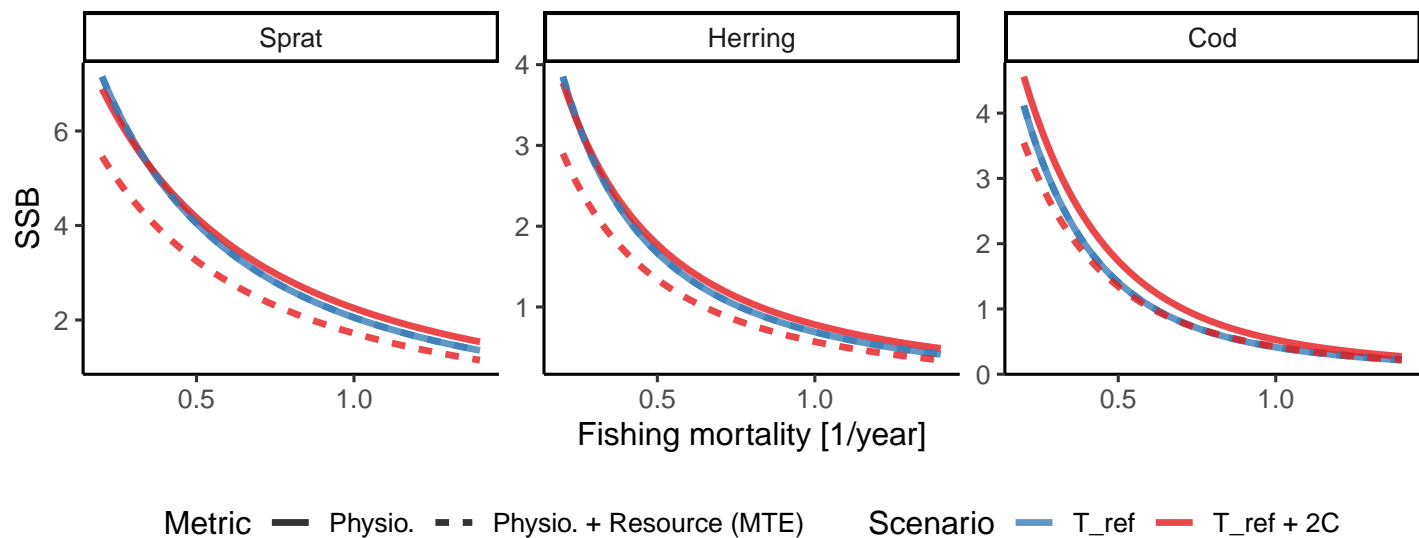 Sprat Herring Cod
SSB
6
4
2
4
3
2
1
4
3
2
1
0
0.5 1.0 0.5 1.0 0.5 1.0
Fishing mortality [1/year]
Metric Physio. Physio. + Resource (MTE) Scenario T_ref T_ref + 2C